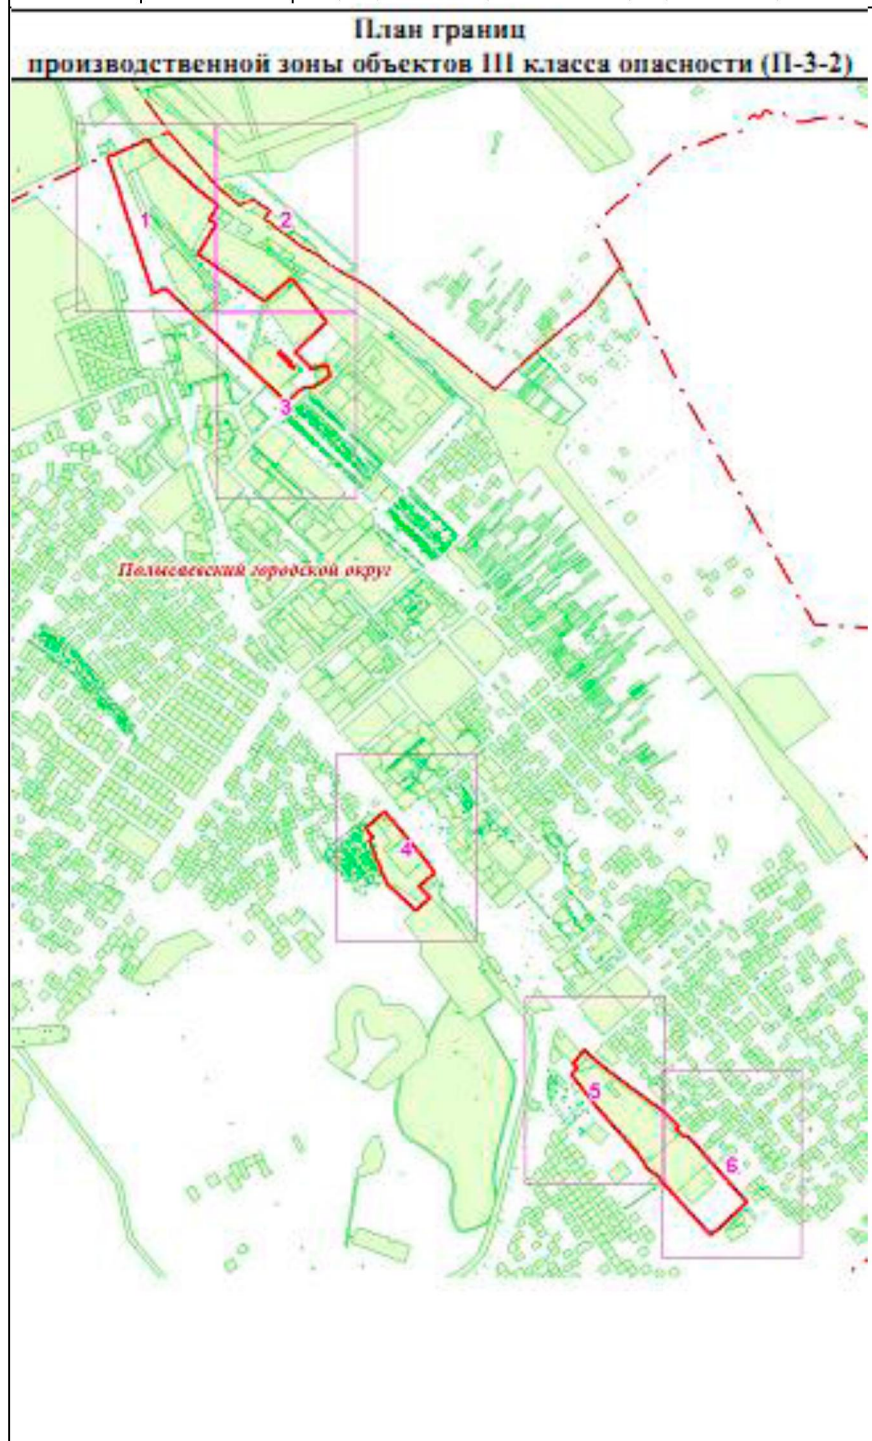 План границ
производственной зоны объектов III класса опасности (П-3-2)
1
2
3
Полысаевский городской округ
4
5
6